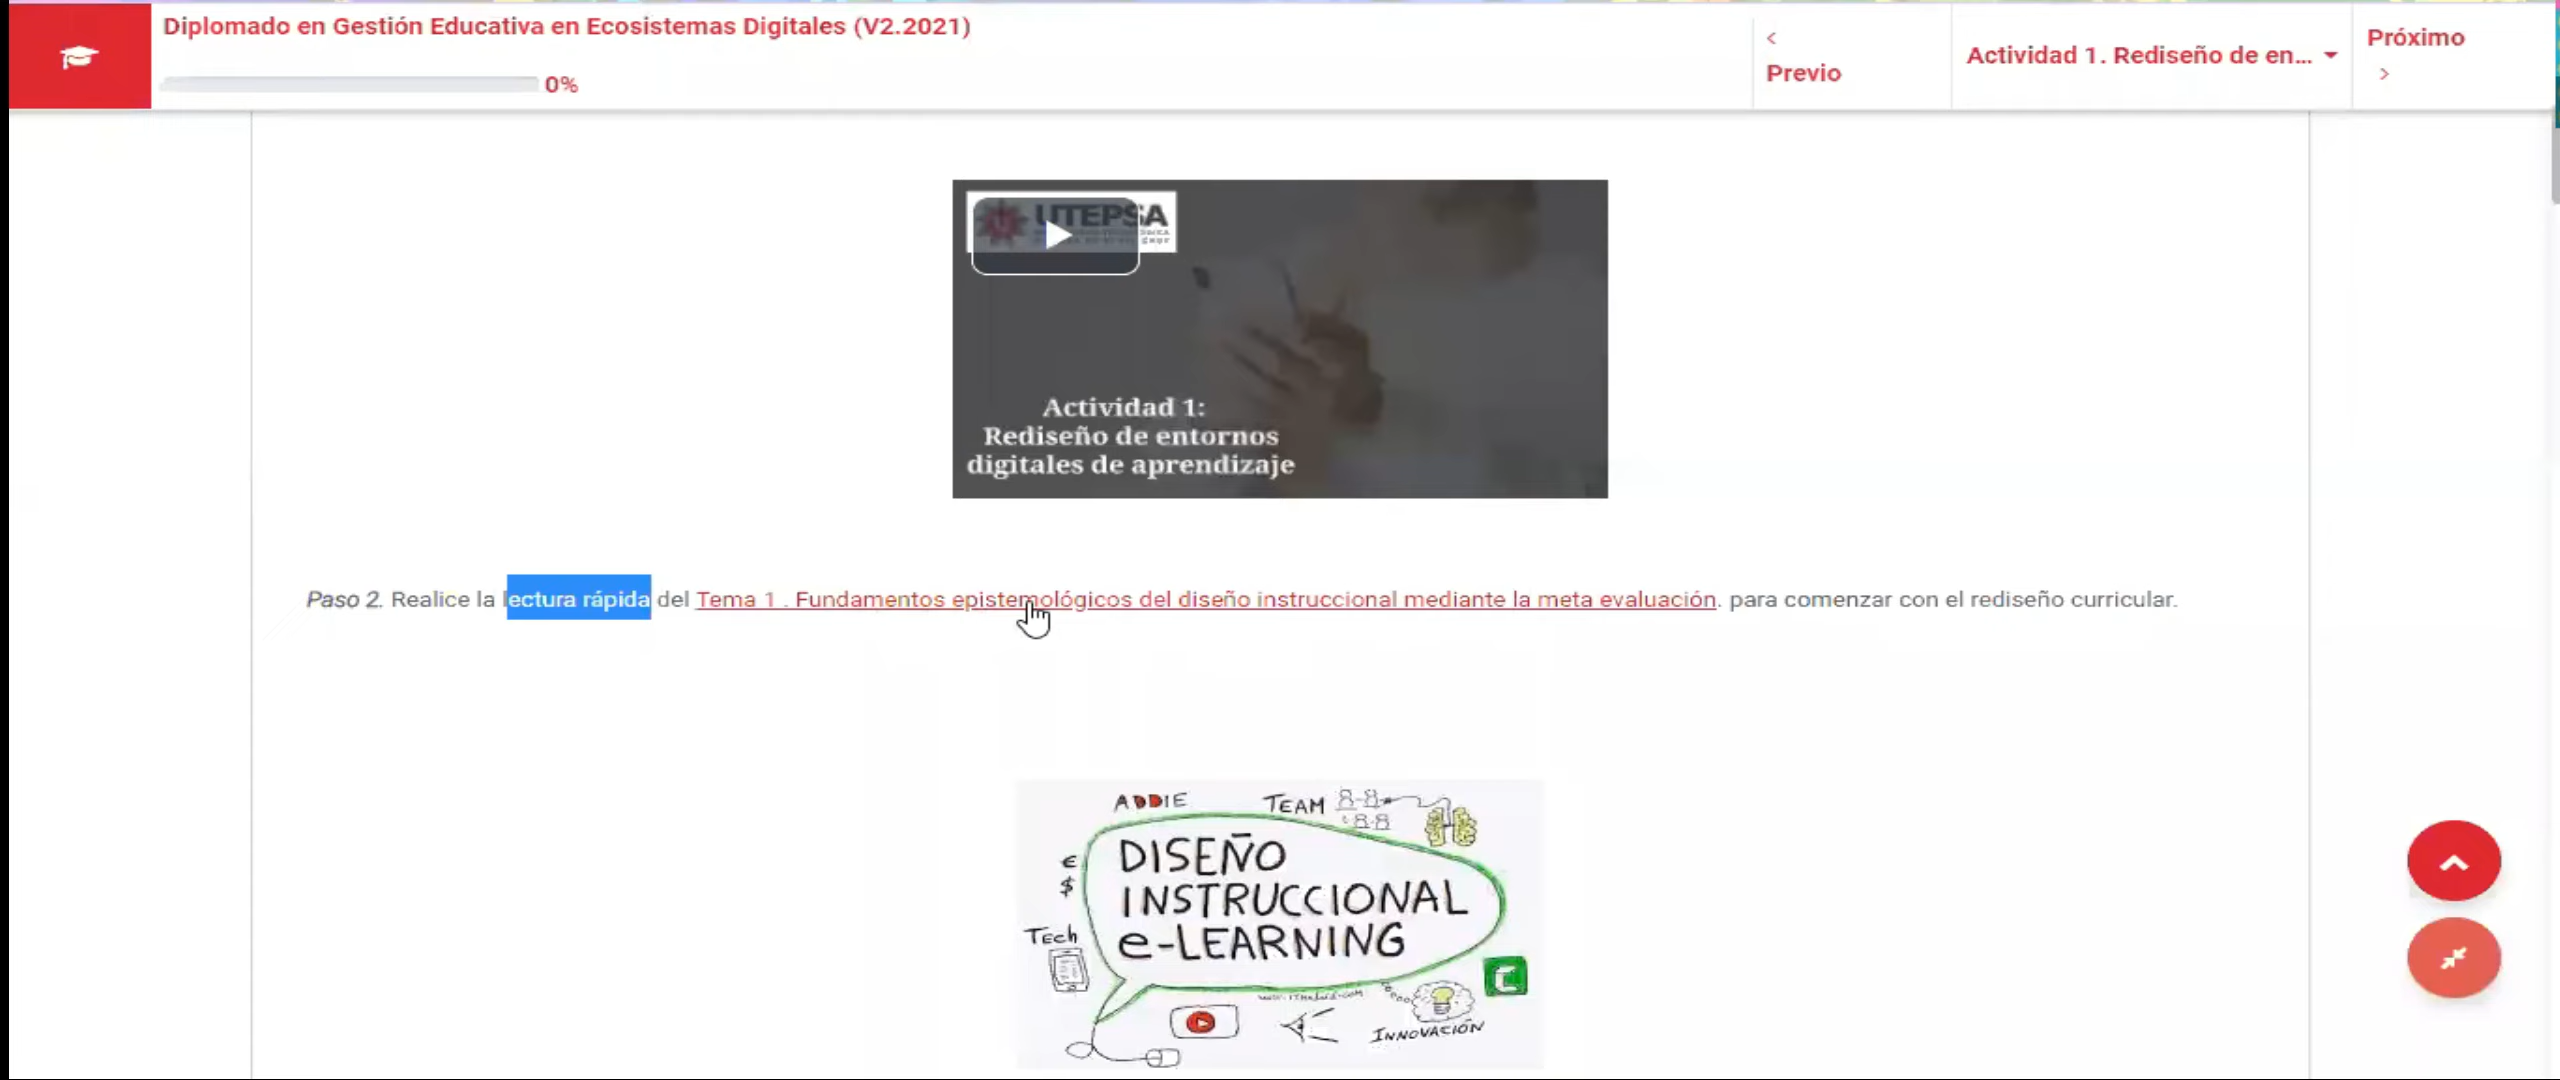 Diplomado en Gestión Educativa en Ecosistemas Digitales (V2.2021)
0%
<
Previo
Actividad 1. Rediseño de en...
Próximo
>
UTEPSA
Actividad 1:
Rediseño de entornos
digitales de aprendizaje
Paso 2. Realice la lectura rápida del Tema 1 . Fundamentos epistemológicos del diseño instruccional mediante la meta evaluación. para comenzar con el rediseño curricular.
ADDIE
TEAM
€
$
DISEÑO
INSTRUCCIONAL
e-LEARNING
TEch
INNOVACIÓN